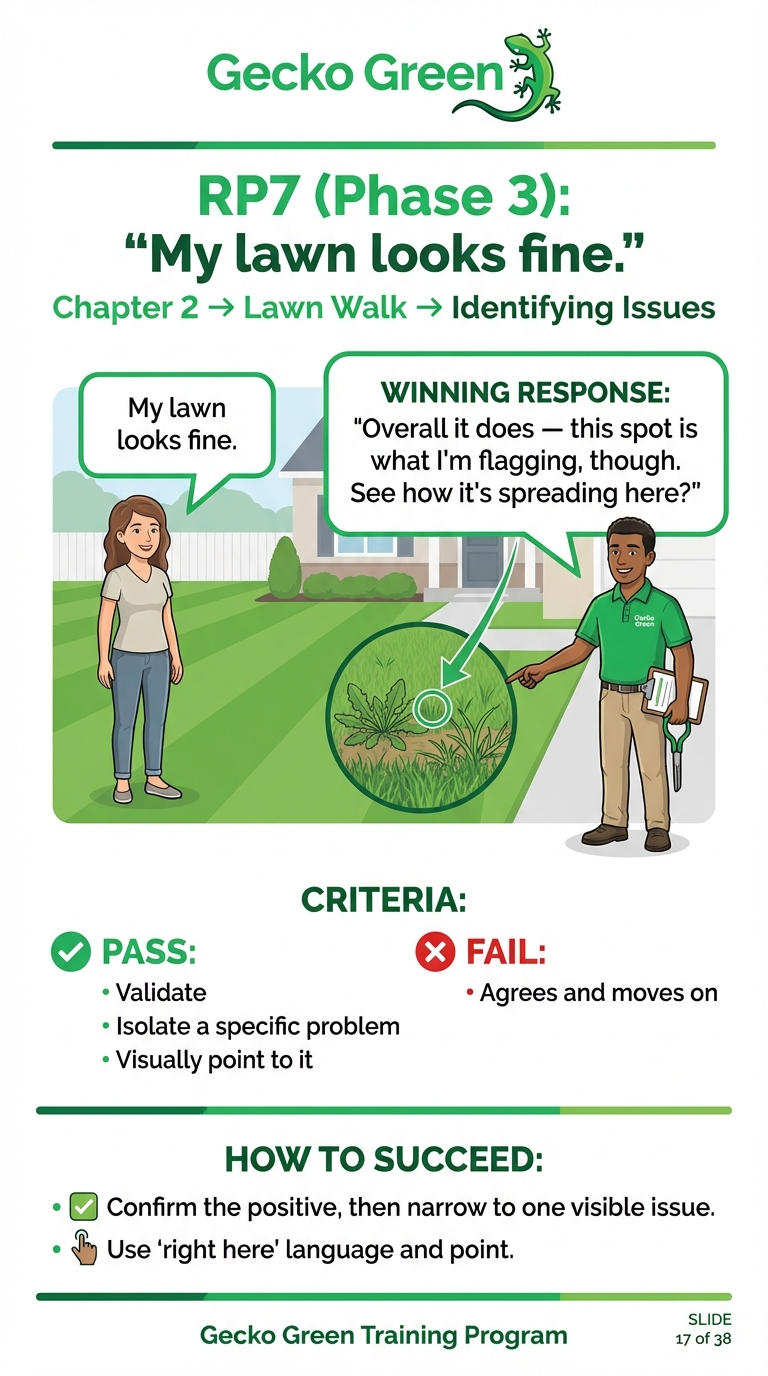 Gecko Green
RP7 (Phase 3):
“My lawn looks fine.”
Chapter 2 → Lawn Walk → Identifying Issues
My lawn
looks fine.
WINNING RESPONSE:
"Overall it does — this spot is
what I'm flagging, though.
See how it's spreading here?”
Gecko
Green
CRITERIA:
PASS:
• Validate
• Isolate a specific problem
• Visually point to it
FAIL:
• Agrees and moves on
HOW TO SUCCEED:
• ✅ Confirm the positive, then narrow to one visible issue.
• 👆 Use ‘right here’ language and point.
Gecko Green Training Program
SLIDE
17 of 38